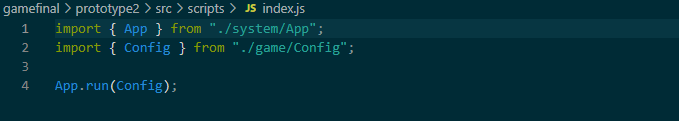 gamefinal > prototype2 > src > scripts > JS index.js
1 import { App } from "./system/App";
2 import { Config } from "./game/Config";
3
4 App.run(Config);